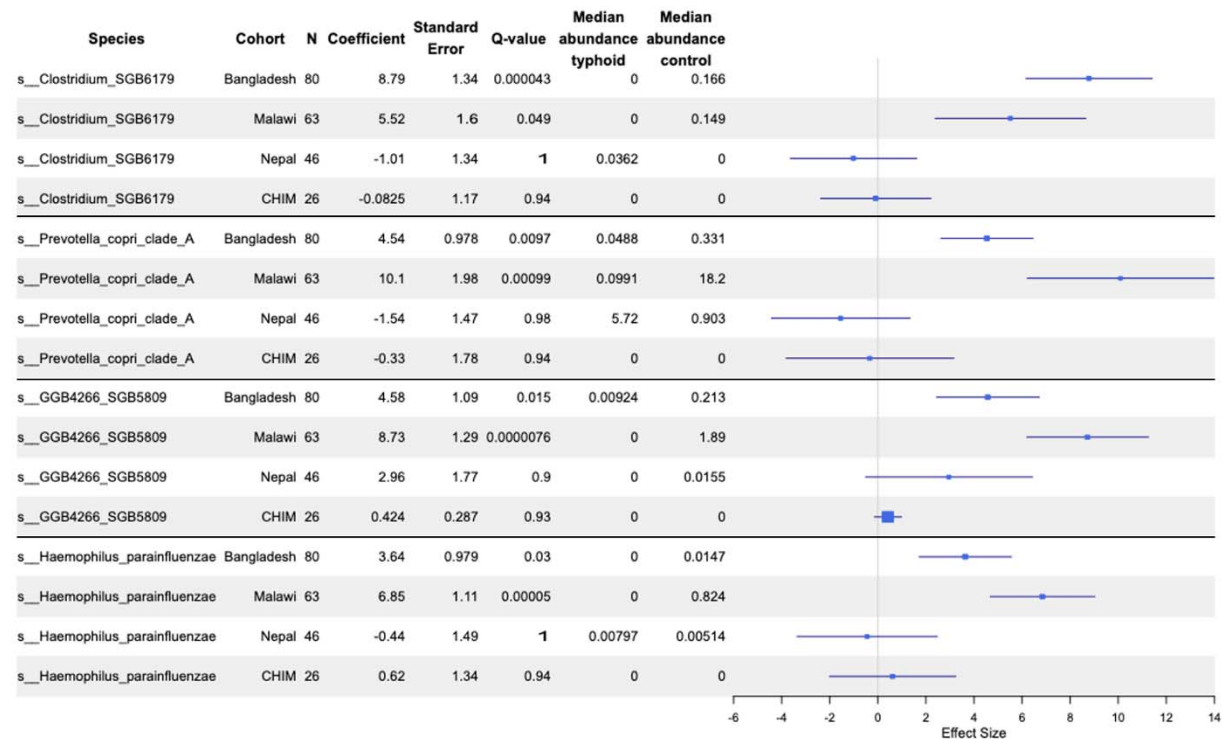 Species Cohort N Coefficient Standard Error Q-value Median abundance typhoid Median abundance control
s__Clostridium_SGB6179 Bangladesh 80 8.79 1.34 0.000043 0 0.166
s__Clostridium_SGB6179 Malawi 63 5.52 1.6 0.049 0 0.149
s__Clostridium_SGB6179 Nepal 46 -1.01 1.34 1 0.0362 0
s__Clostridium_SGB6179 CHIM 26 -0.0825 1.17 0.94 0 0
s__Prevotella_copri_clade_A Bangladesh 80 4.54 0.978 0.0097 0.0488 0.331
s__Prevotella_copri_clade_A Malawi 63 10.1 1.98 0.00099 0.0991 18.2
s__Prevotella_copri_clade_A Nepal 46 -1.54 1.47 0.98 5.72 0.903
s__Prevotella_copri_clade_A CHIM 26 -0.33 1.78 0.94 0 0
s__GGB4266_SGB5809 Bangladesh 80 4.58 1.09 0.015 0.00924 0.213
s__GGB4266_SGB5809 Malawi 63 8.73 1.29 0.0000076 0 1.89
s__GGB4266_SGB5809 Nepal 46 2.96 1.77 0.9 0 0.0155
s__GGB4266_SGB5809 CHIM 26 0.424 0.287 0.93 0 0
s__Haemophilus_parainfluenzae Bangladesh 80 3.64 0.979 0.03 0 0.0147
s__Haemophilus_parainfluenzae Malawi 63 6.85 1.11 0.00005 0 0.824
s__Haemophilus_parainfluenzae Nepal 46 -0.44 1.49 1 0.00797 0.00514
s__Haemophilus_parainfluenzae CHIM 26 0.62 1.34 0.94 0 0
-6 -4 -2 0 2 4 6 8 10 12 14
Effect Size